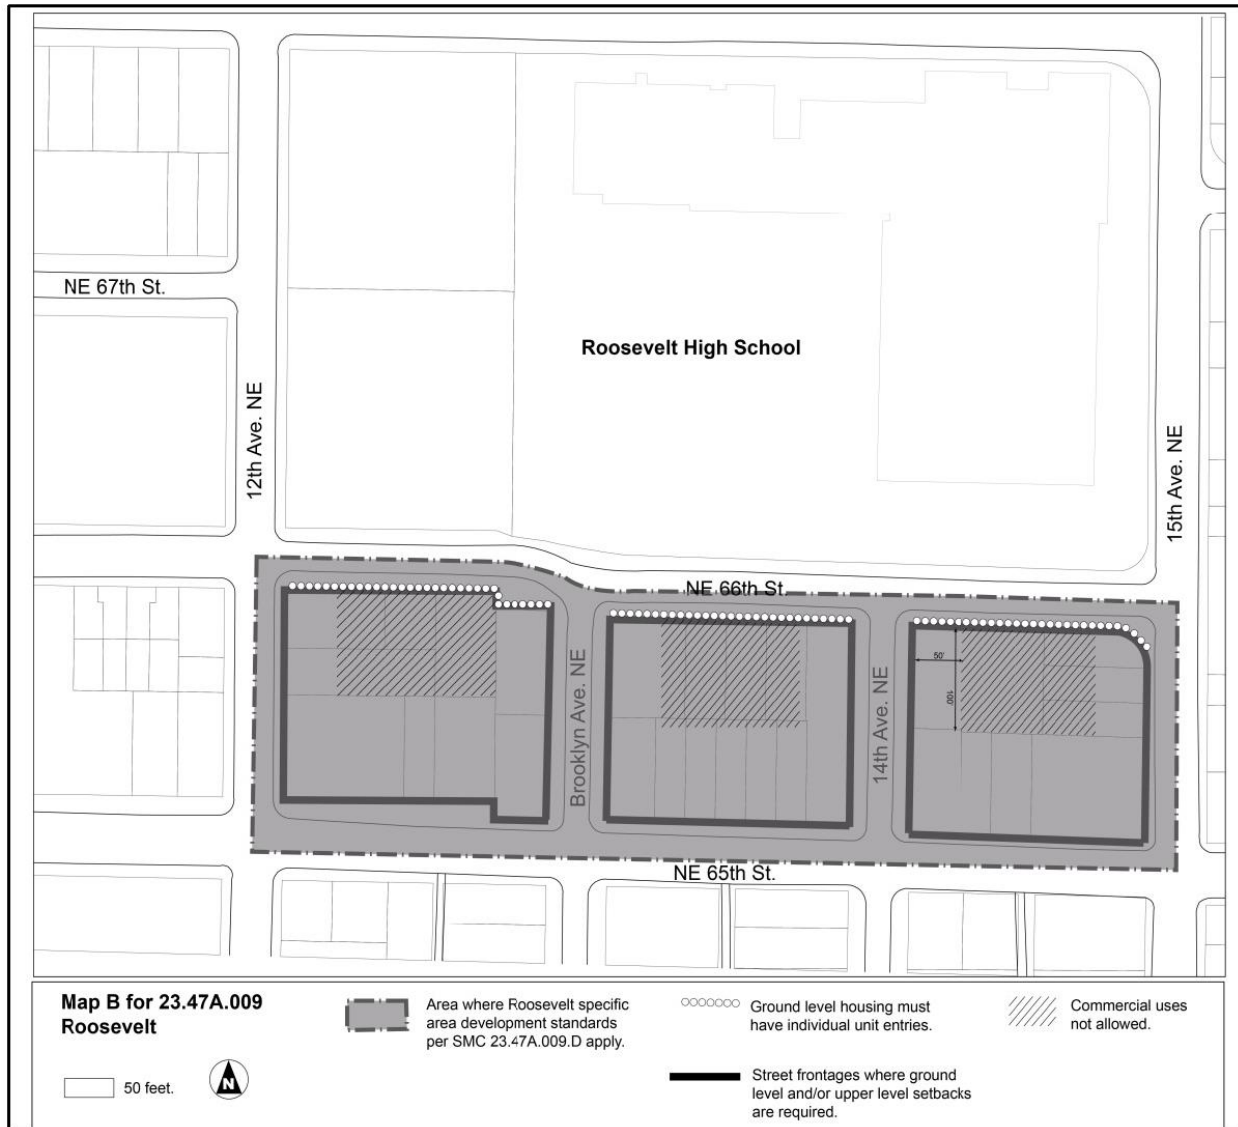 NE 67th St.
Roosevelt High School
12th Ave. NE
15th Ave. NE
NE 66th St.
50'
100'
Brooklyn Ave. NE
14th Ave. NE
NE 65th St.
Map B for 23.47A.009
Roosevelt
50 feet.
N
Area where Roosevelt specific
area development standards
per SMC 23.47A.009.D apply.
Ground level housing must
have individual unit entries.
Street frontages where ground
level and/or upper level setbacks
are required.
Commercial uses
not allowed.